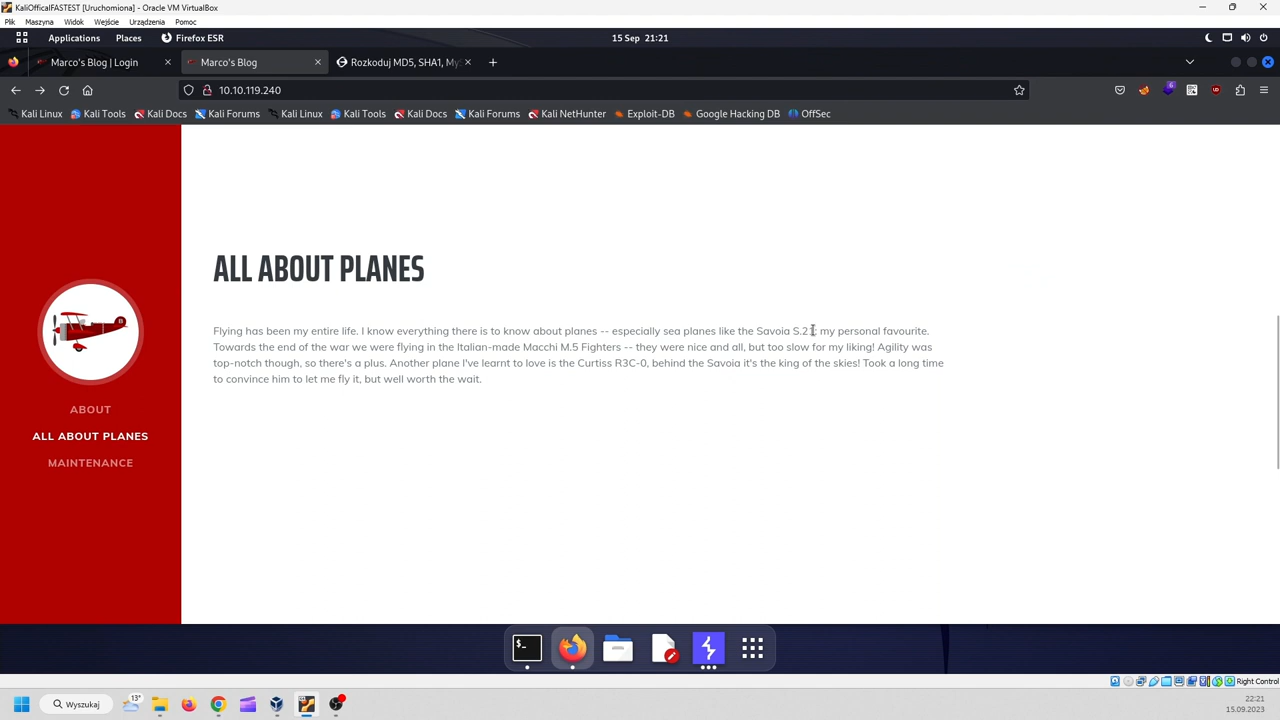 KaliOfficalFASTEST [Uruchomiona] - Oracle VM VirtualBox
Plik Maszyna Widok Wejście Urządzenia Pomoc
Applications Places Firefox ESR 15 Sep 21:21
Marco's Blog | Login Marco's Blog Rozkoduj MD5, SHA1, My
10.10.119.240
Kali Linux Kali Tools Kali Docs Kali Forums Kali Linux Kali Tools Kali Docs Kali Forums Kali NetHunter Exploit-DB Google Hacking DB OffSec
ALL ABOUT PLANES
Flying has been my entire life. I know everything there is to know about planes -- especially sea planes like the Savoia my personal favourite.
Towards the end of the war we were flying in the Italian-made Macchi M.5 Fighters -- they were nice and all, but too slow for my liking! Agility was
top-notch though, so there's a plus. Another plane I've learnt to love is the Curtiss R3C-0, behind the Savoia it's the king of the skies! Took a long time
to convince him to let me fly it, but well worth the wait.
ABOUT
ALL ABOUT PLANES
MAINTENANCE
Right Control
13°
Wyszukaj
22:21
15.09.2023